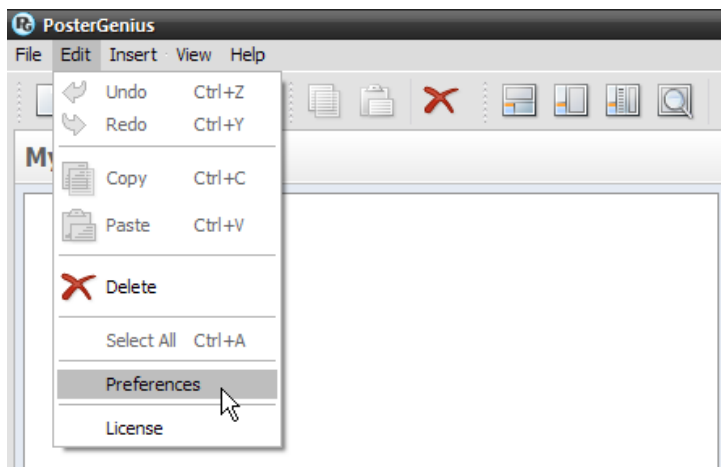 PosterGenius
File Edit Insert View Help
Undo Ctrl+Z
Redo Ctrl+Y
My
Copy Ctrl+C
Paste Ctrl+V
Delete
Select All Ctrl+A
Preferences
License